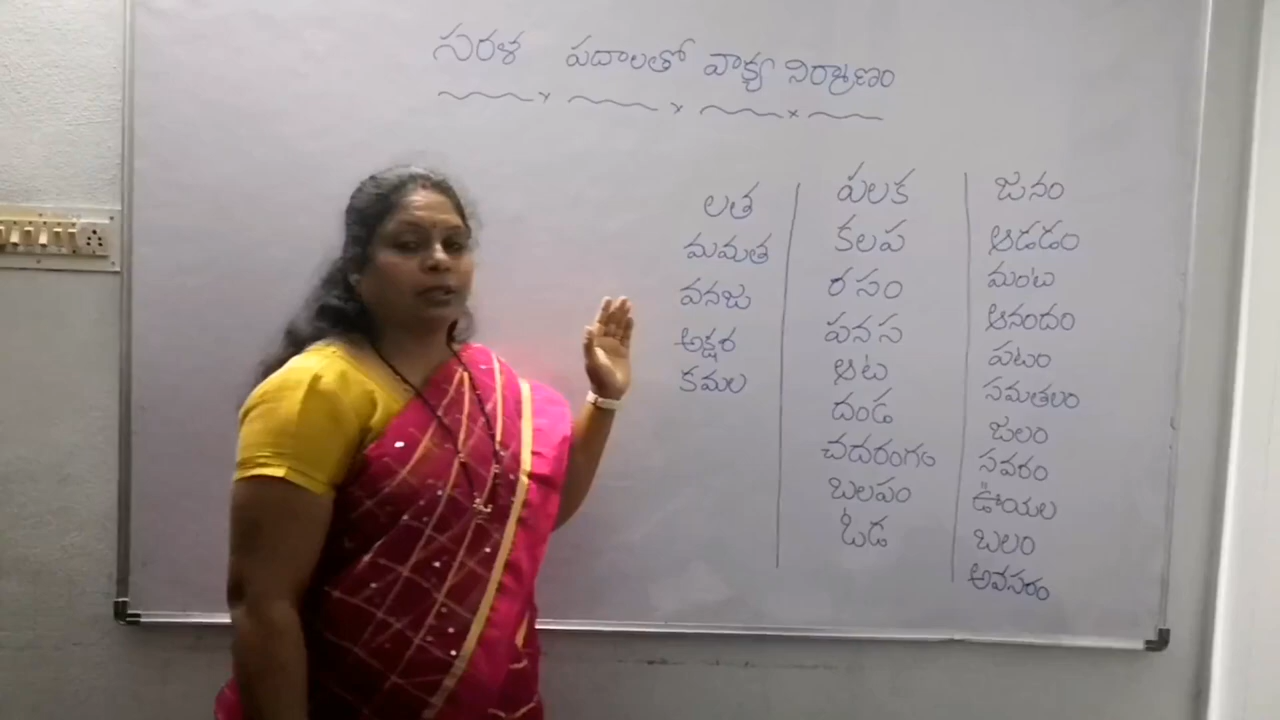 సరళ పదాలతో వాక్య నిర్మాణం
లత
మమత
వనజ
అక్షర
కమల
పలక
కలప
రసం
పనస
ఆట
దండ
చదరంగం
బలపం
ఓడ
జనం
ఆడడం
మంట
ఆనందం
పటం
సమతలం
జలం
సవరం
ఊయల
బలం
అవసరం